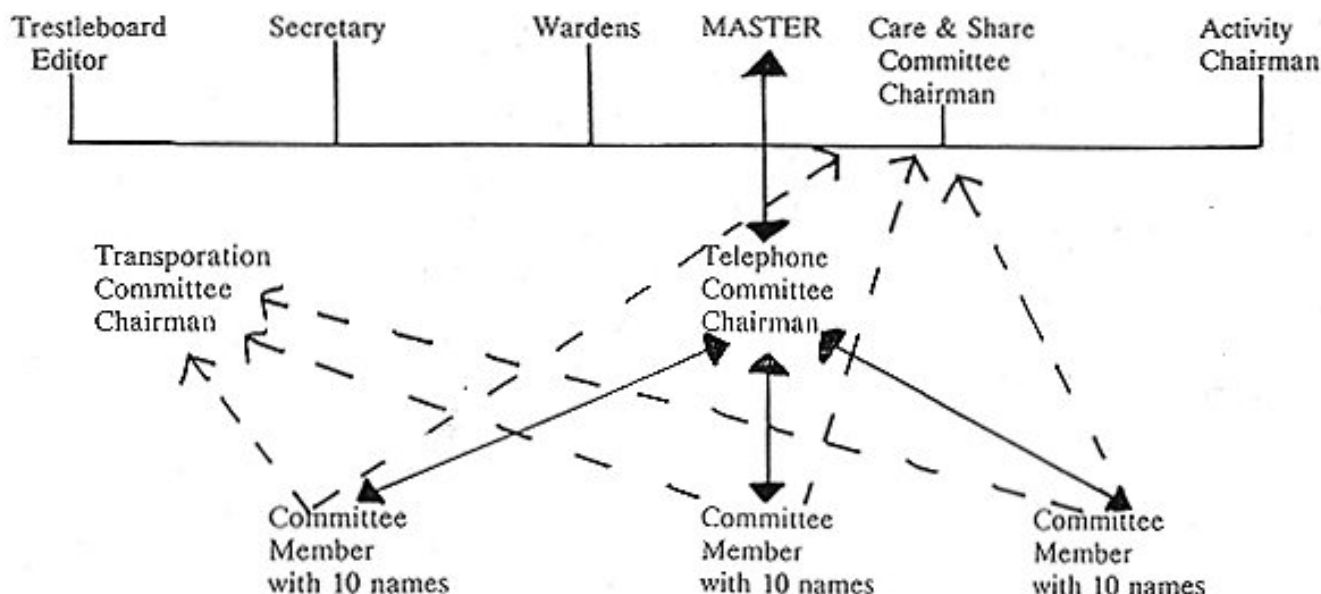 Trestleboard
Editor
Secretary
Wardens
MASTER
Care & Share
Committee
Chairman
Activity
Chairman
Transporation
Committee
Chairman
Telephone
Committee
Chairman
Committee
Member
with 10 names
Committee
Member
with 10 names
Committee
Member
with 10 names